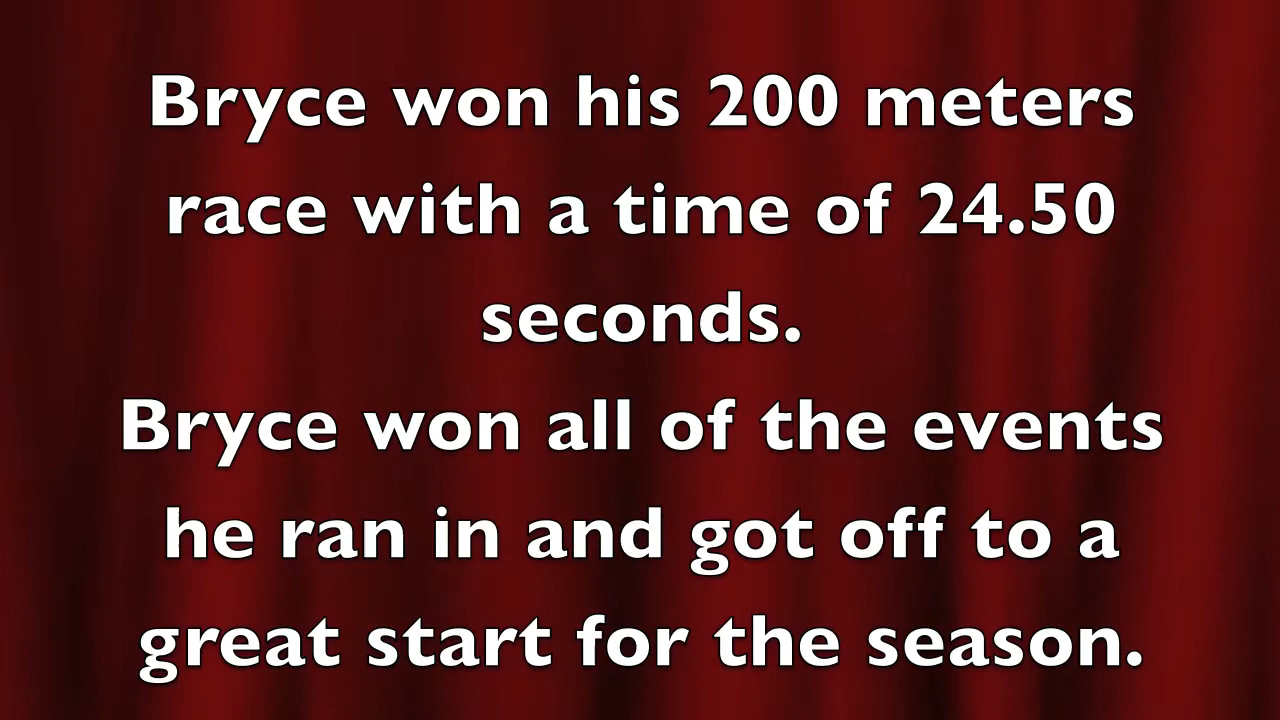 Bryce won his 200 meters
race with a time of 24.50
seconds.
Bryce won all of the events
he ran in and got off to a
great start for the season.